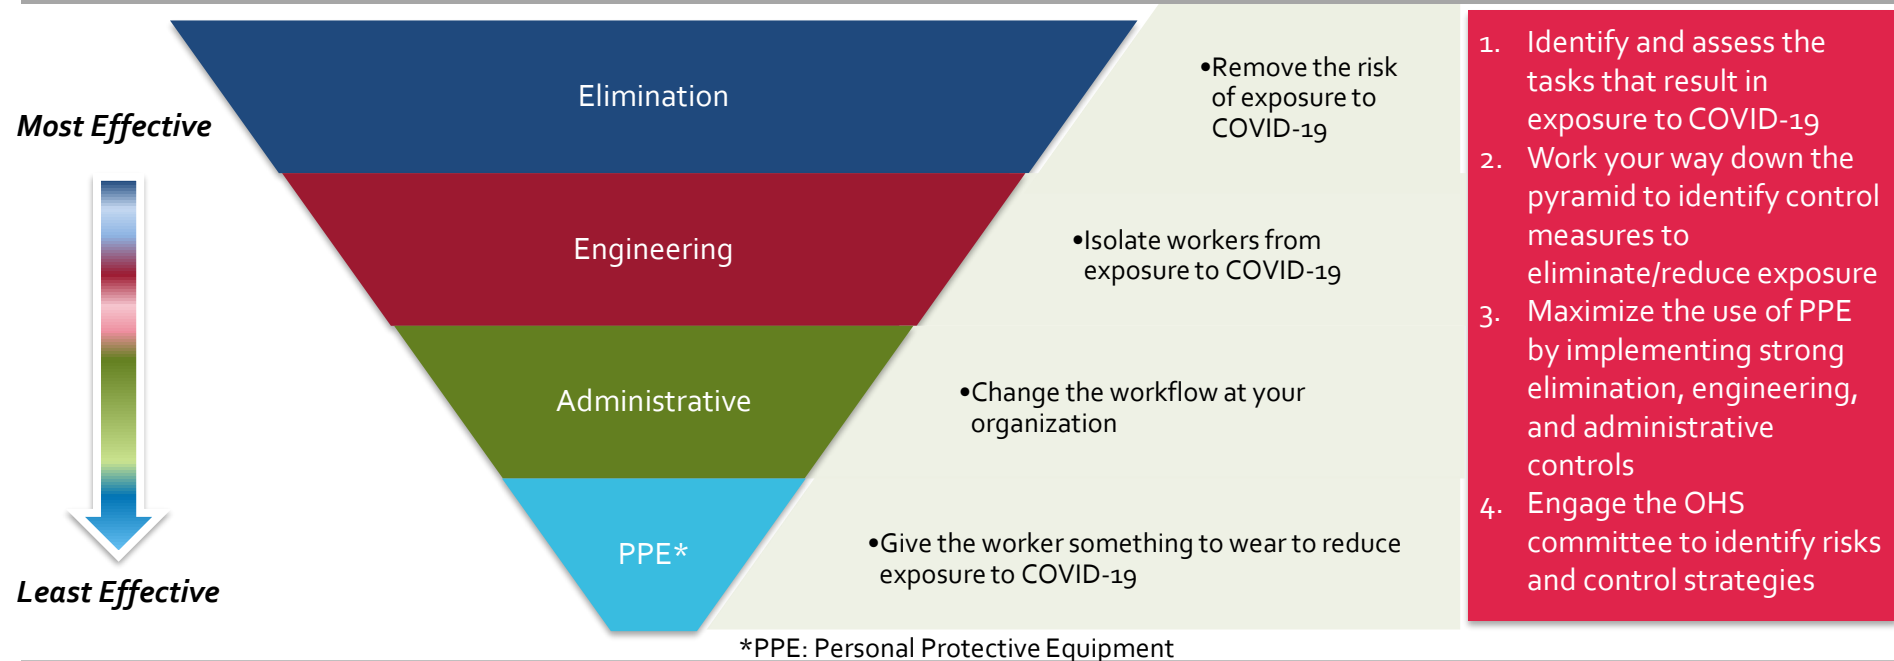 Most Effective
Least Effective
Elimination
•Remove the risk
of exposure to
COVID-19
Engineering
•Isolate workers from
exposure to COVID-19
Administrative
•Change the workflow at your
organization
PPE*
•Give the worker something to wear to reduce
exposure to COVID-19
*PPE: Personal Protective Equipment
1. Identify and assess the
tasks that result in
exposure to COVID-19
2. Work your way down the
pyramid to identify control
measures to
eliminate/reduce exposure
3. Maximize the use of PPE
by implementing strong
elimination, engineering,
and administrative
controls
4. Engage the OHS
committee to identify risks
and control strategies